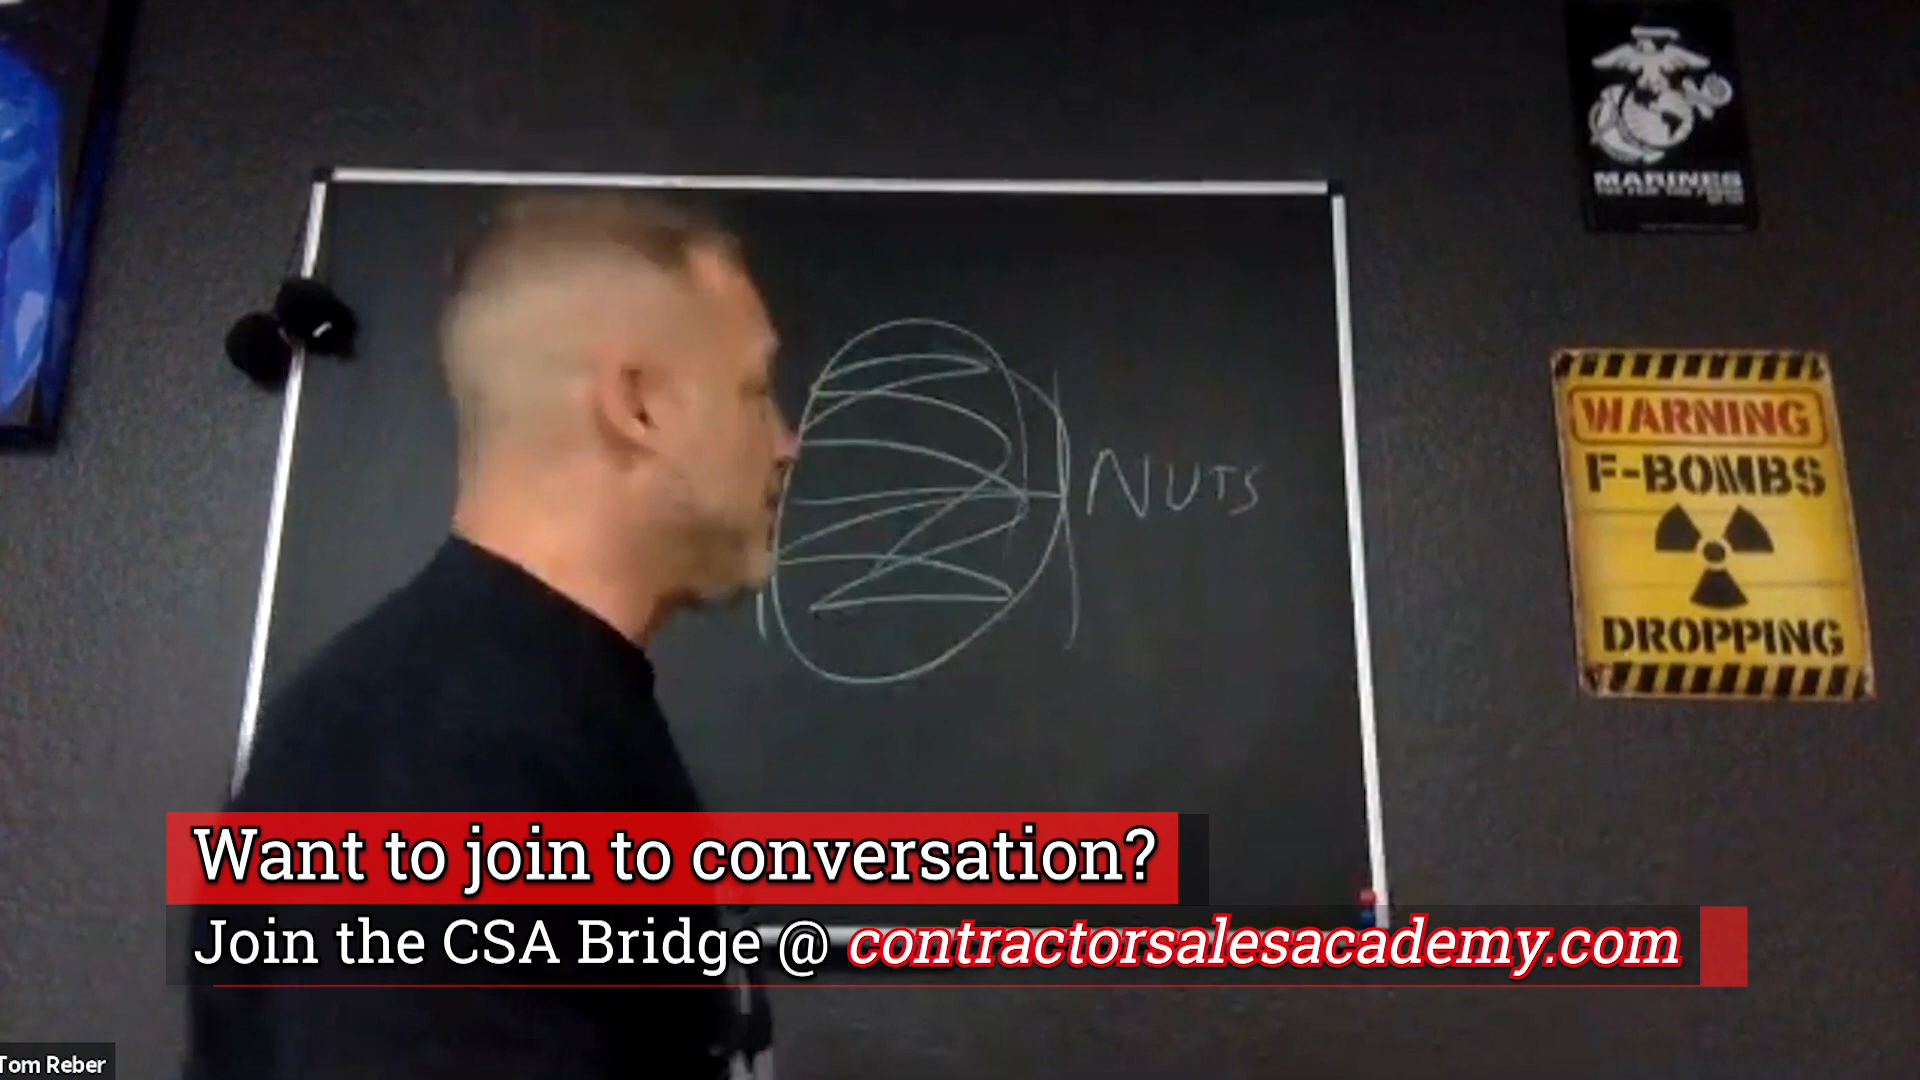 MARINES
NUTS
WARNING
F-BOMBS
DROPPING
Want to join to conversation?
Join the CSA Bridge @ contractorsalesacademy.com
Tom Reber